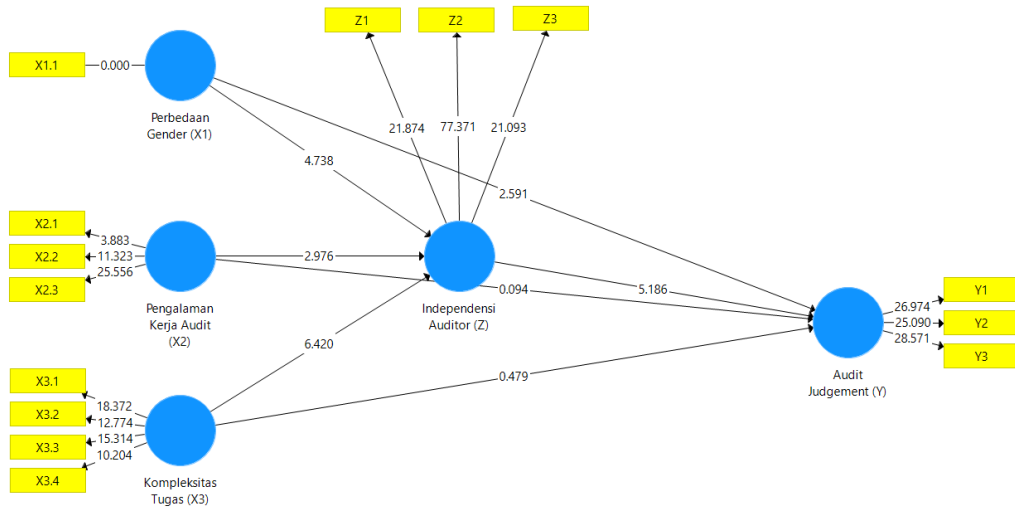 Z1
Z2
Z3
X1.1
0.000
Perbedaan
Gender (X1)
21.874
77.371
21.093
4.738
2.591
X2.1
X2.2
X2.3
3.883
11.323
25.556
2.976
0.094
5.186
Pengalaman
Kerja Audit
(X2)
Independensi
Auditor (Z)
Y1
Y2
Y3
26.974
25.090
28.571
6.420
0.479
Audit
Judgement (Y)
X3.1
X3.2
X3.3
X3.4
18.372
12.774
15.314
10.204
Kompleksitas
Tugas (X3)